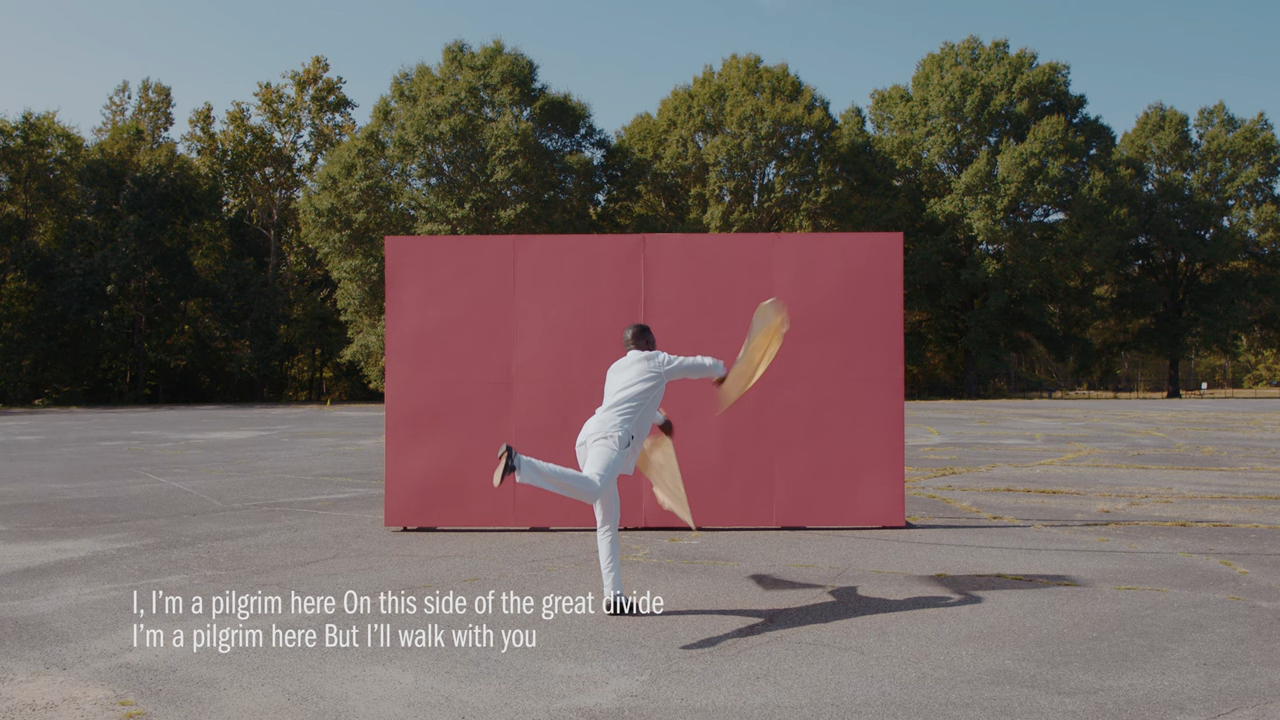 I, I'm a pilgrim here On this side of the great divide
I'm a pilgrim here But I'll walk with you